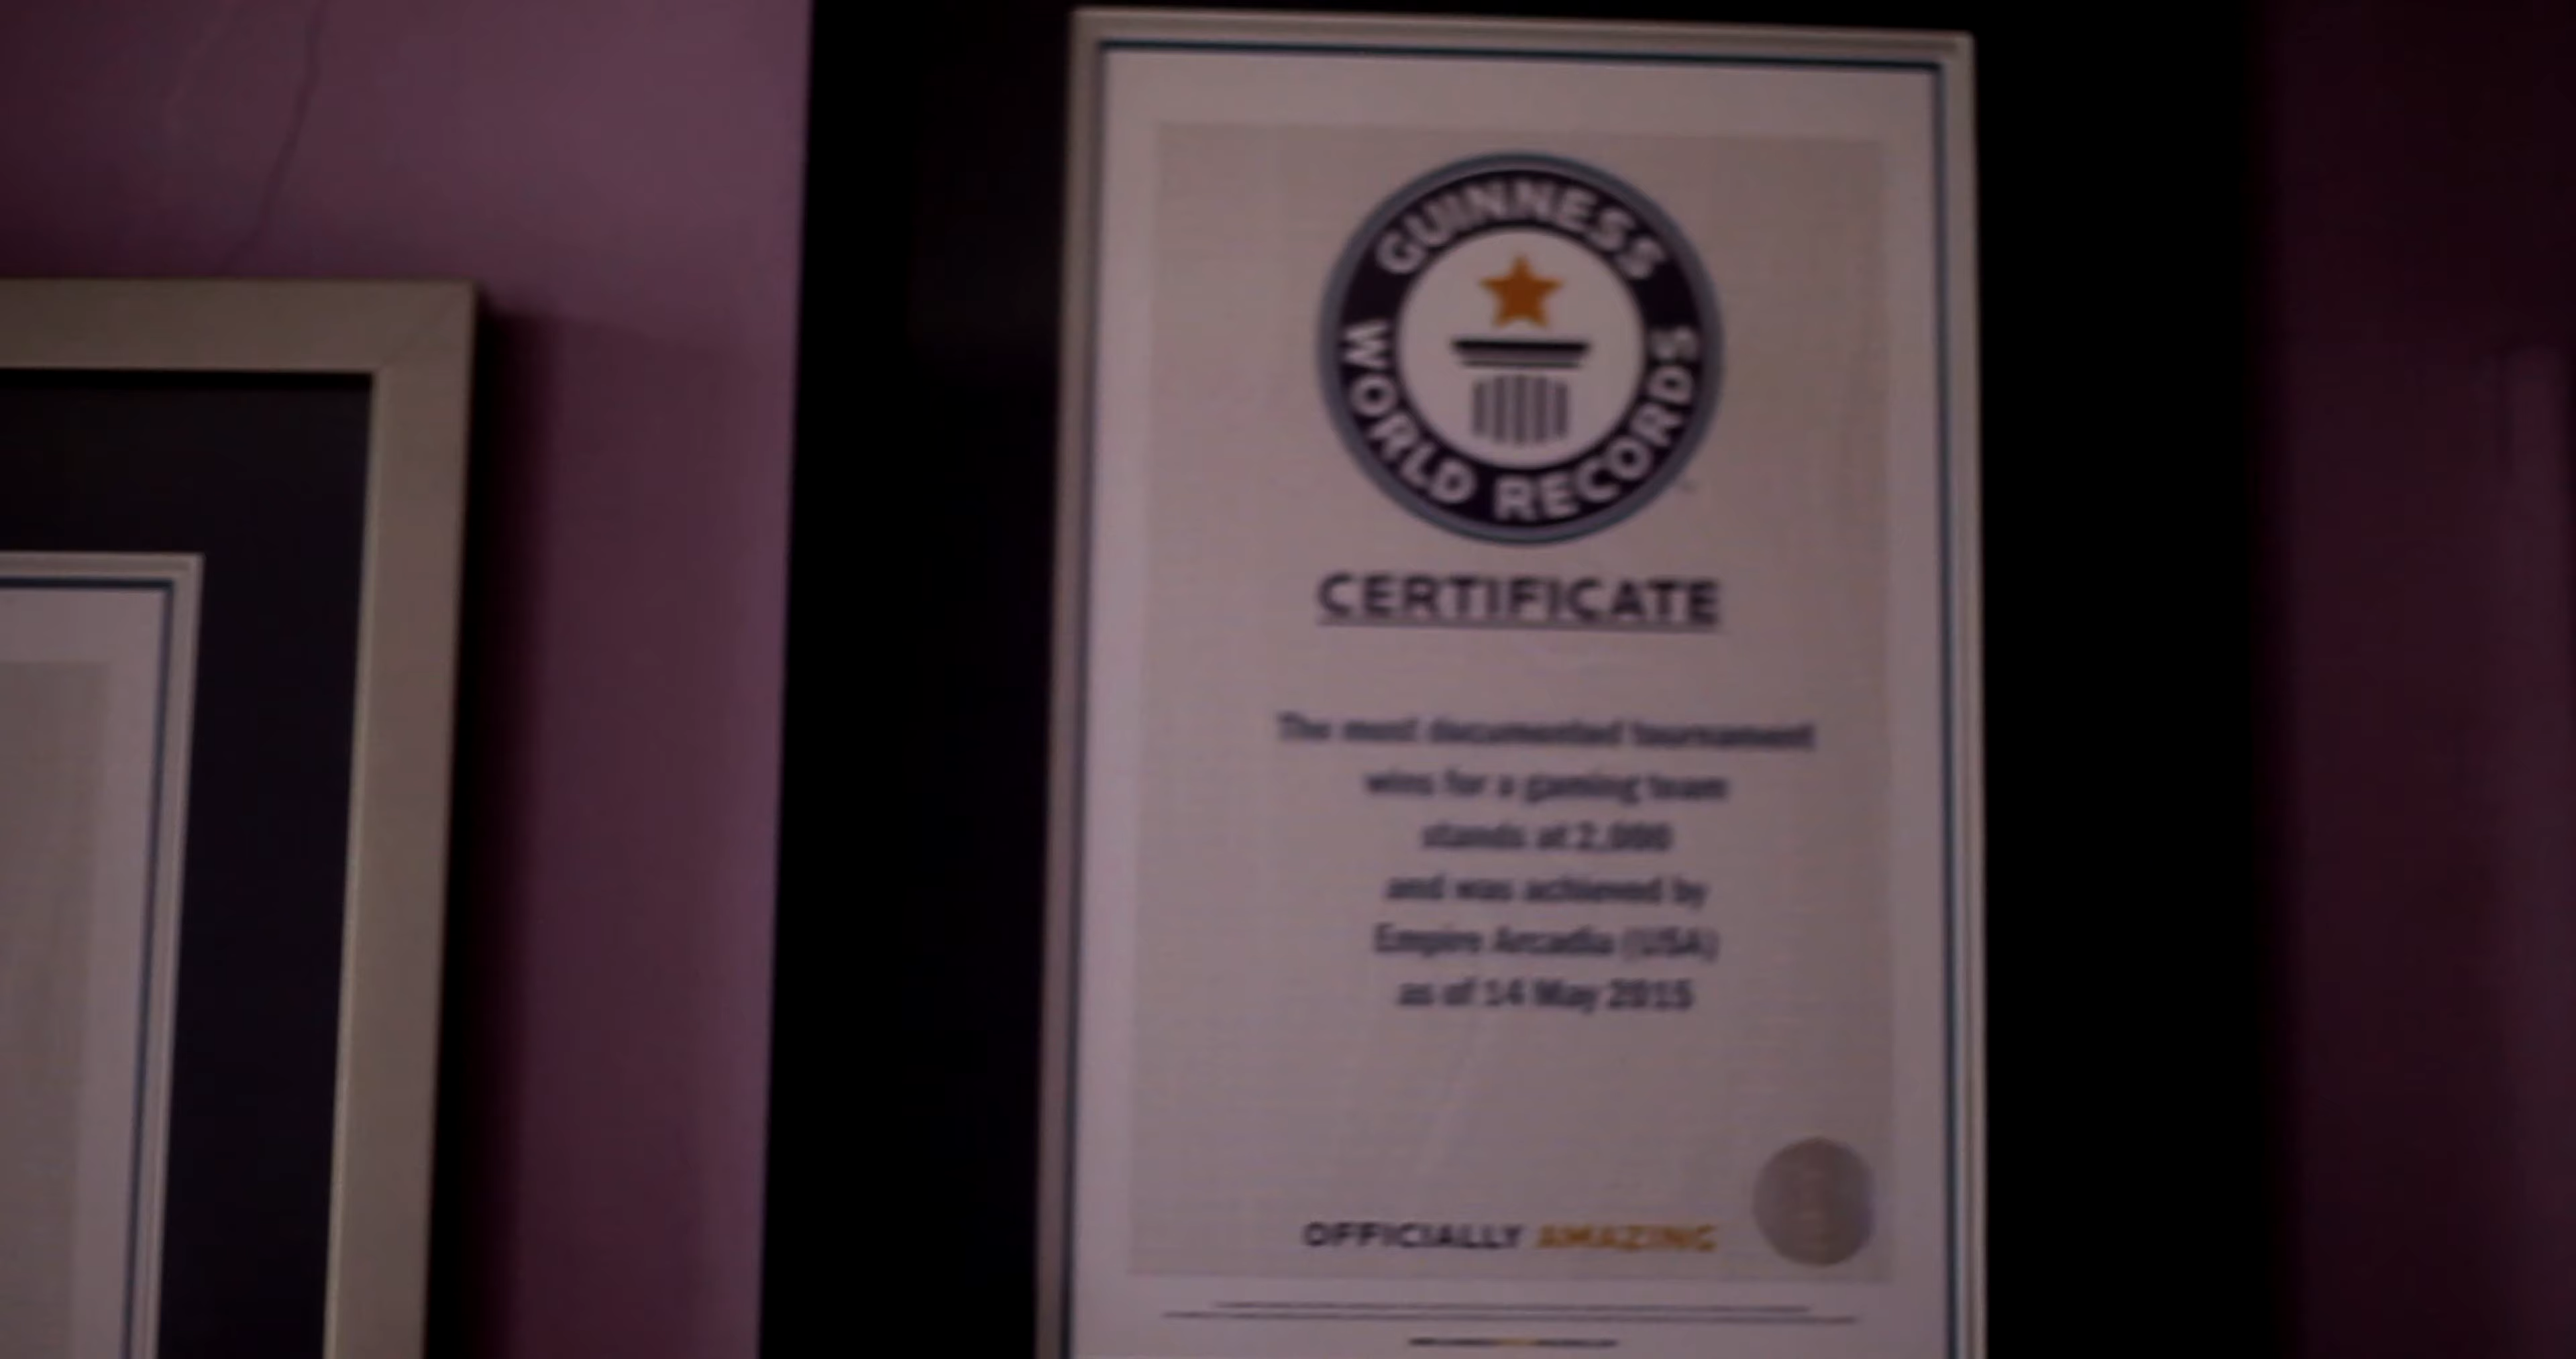 GUINNESS
WORLD RECORDS
CERTIFICATE
The most documented tournament
wins for a gaming team
stands at 2,000
and was achieved by
Empire Arcadia (USA)
as of 14 May 2015
OFFICIALLY AMAZING